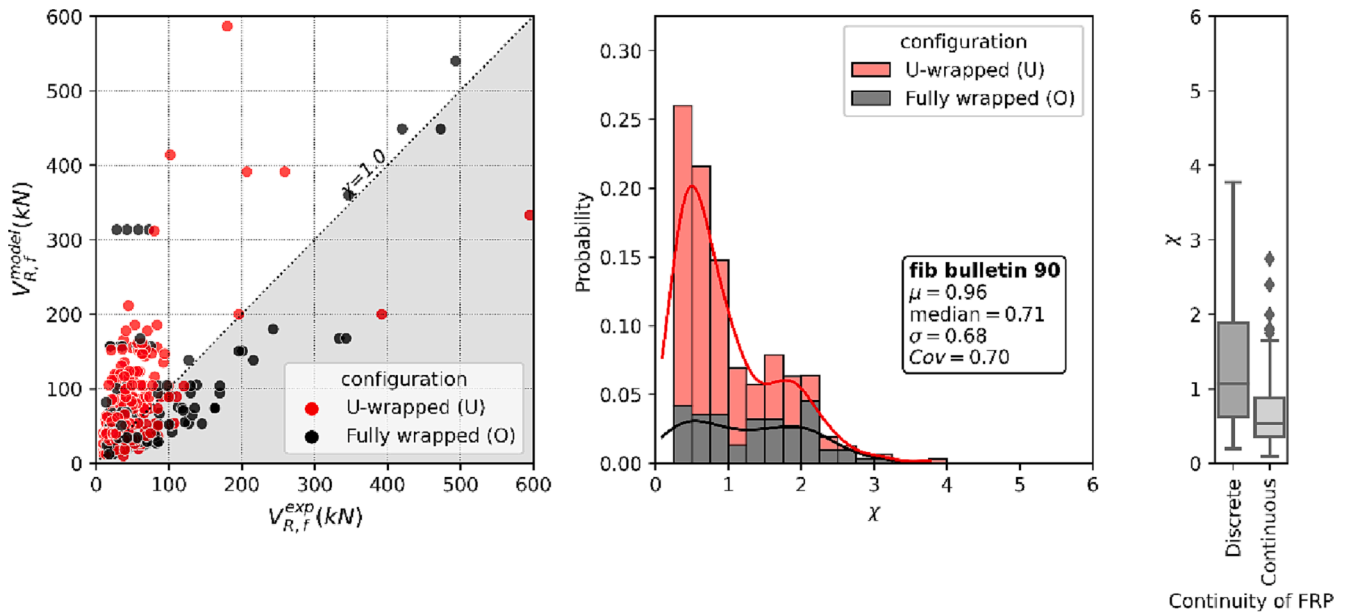 600
500
400
300
200
100
0
V_{R,f}^{model}(kN)
χ=1.0
configuration
U-wrapped (U)
Fully wrapped (O)
0 100 200 300 400 500 600
V_{R,f}^{exp}(kN)
0.30
0.25
0.20
0.15
0.10
0.05
0.00
Probability
configuration
U-wrapped (U)
Fully wrapped (O)
fib bulletin 90
μ = 0.96
median = 0.71
σ = 0.68
Cov = 0.70
0 1 2 3 4 5 6
χ
6
5
4
3
2
1
0
χ
Discrete
Continuous
Continuity of FRP